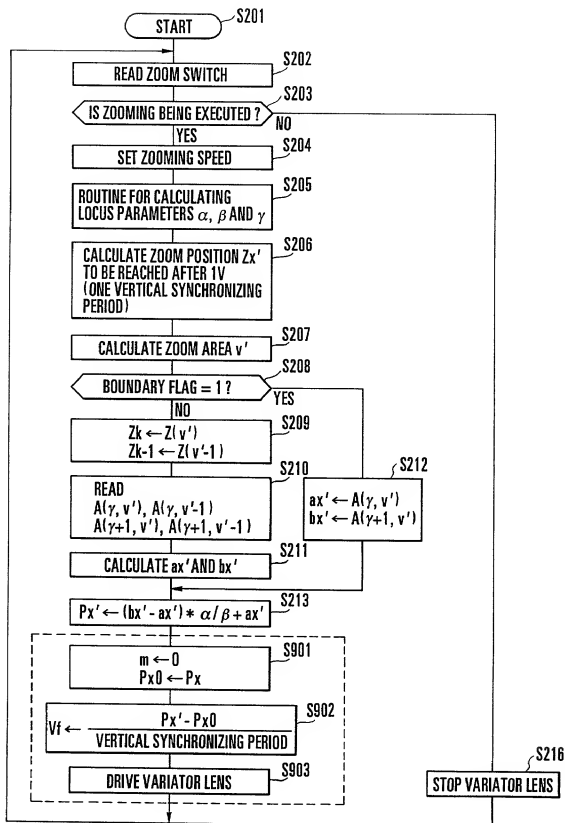 START
S201
S202
READ ZOOM SWITCH
S203
IS ZOOMING BEING EXECUTED ?
NO
YES
S204
SET ZOOMING SPEED
S205
ROUTINE FOR CALCULATING
LOCUS PARAMETERS α, β AND γ
S206
CALCULATE ZOOM POSITION Zx'
TO BE REACHED AFTER 1V
(ONE VERTICAL SYNCHRONIZING
PERIOD)
S207
CALCULATE ZOOM AREA v'
S208
BOUNDARY FLAG = 1 ?
YES
NO
S209
Zk ← Z(v')
Zk-1 ← Z(v'-1)
S210
READ
A(γ, v'), A(γ, v'-1)
A(γ+1, v'), A(γ+1, v'-1)
S212
ax' ← A(γ, v')
bx' ← A(γ+1, v')
S211
CALCULATE ax' AND bx'
S213
Px' ← (bx' - ax') * α/β + ax'
S901
m ← 0
Px0 ← Px
S902
Vf ← Px' - Px0
VERTICAL SYNCHRONIZING PERIOD
S903
DRIVE VARIATOR LENS
S216
STOP VARIATOR LENS